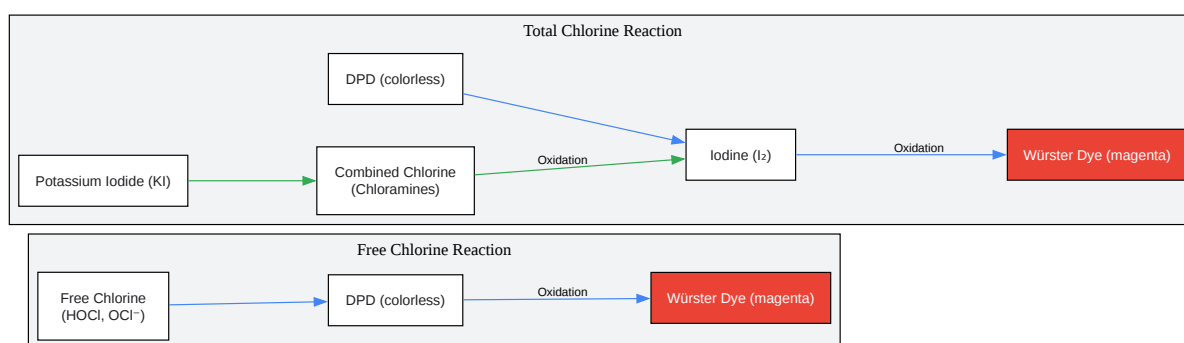 Total Chlorine Reaction
DPD (colorless)
Potassium Iodide (KI)
Combined Chlorine
(Chloramines)
Oxidation
Iodine (I₂)
Oxidation
Würster Dye (magenta)
Free Chlorine Reaction
Free Chlorine
(HOCl, OCl⁻)
DPD (colorless)
Oxidation
Würster Dye (magenta)